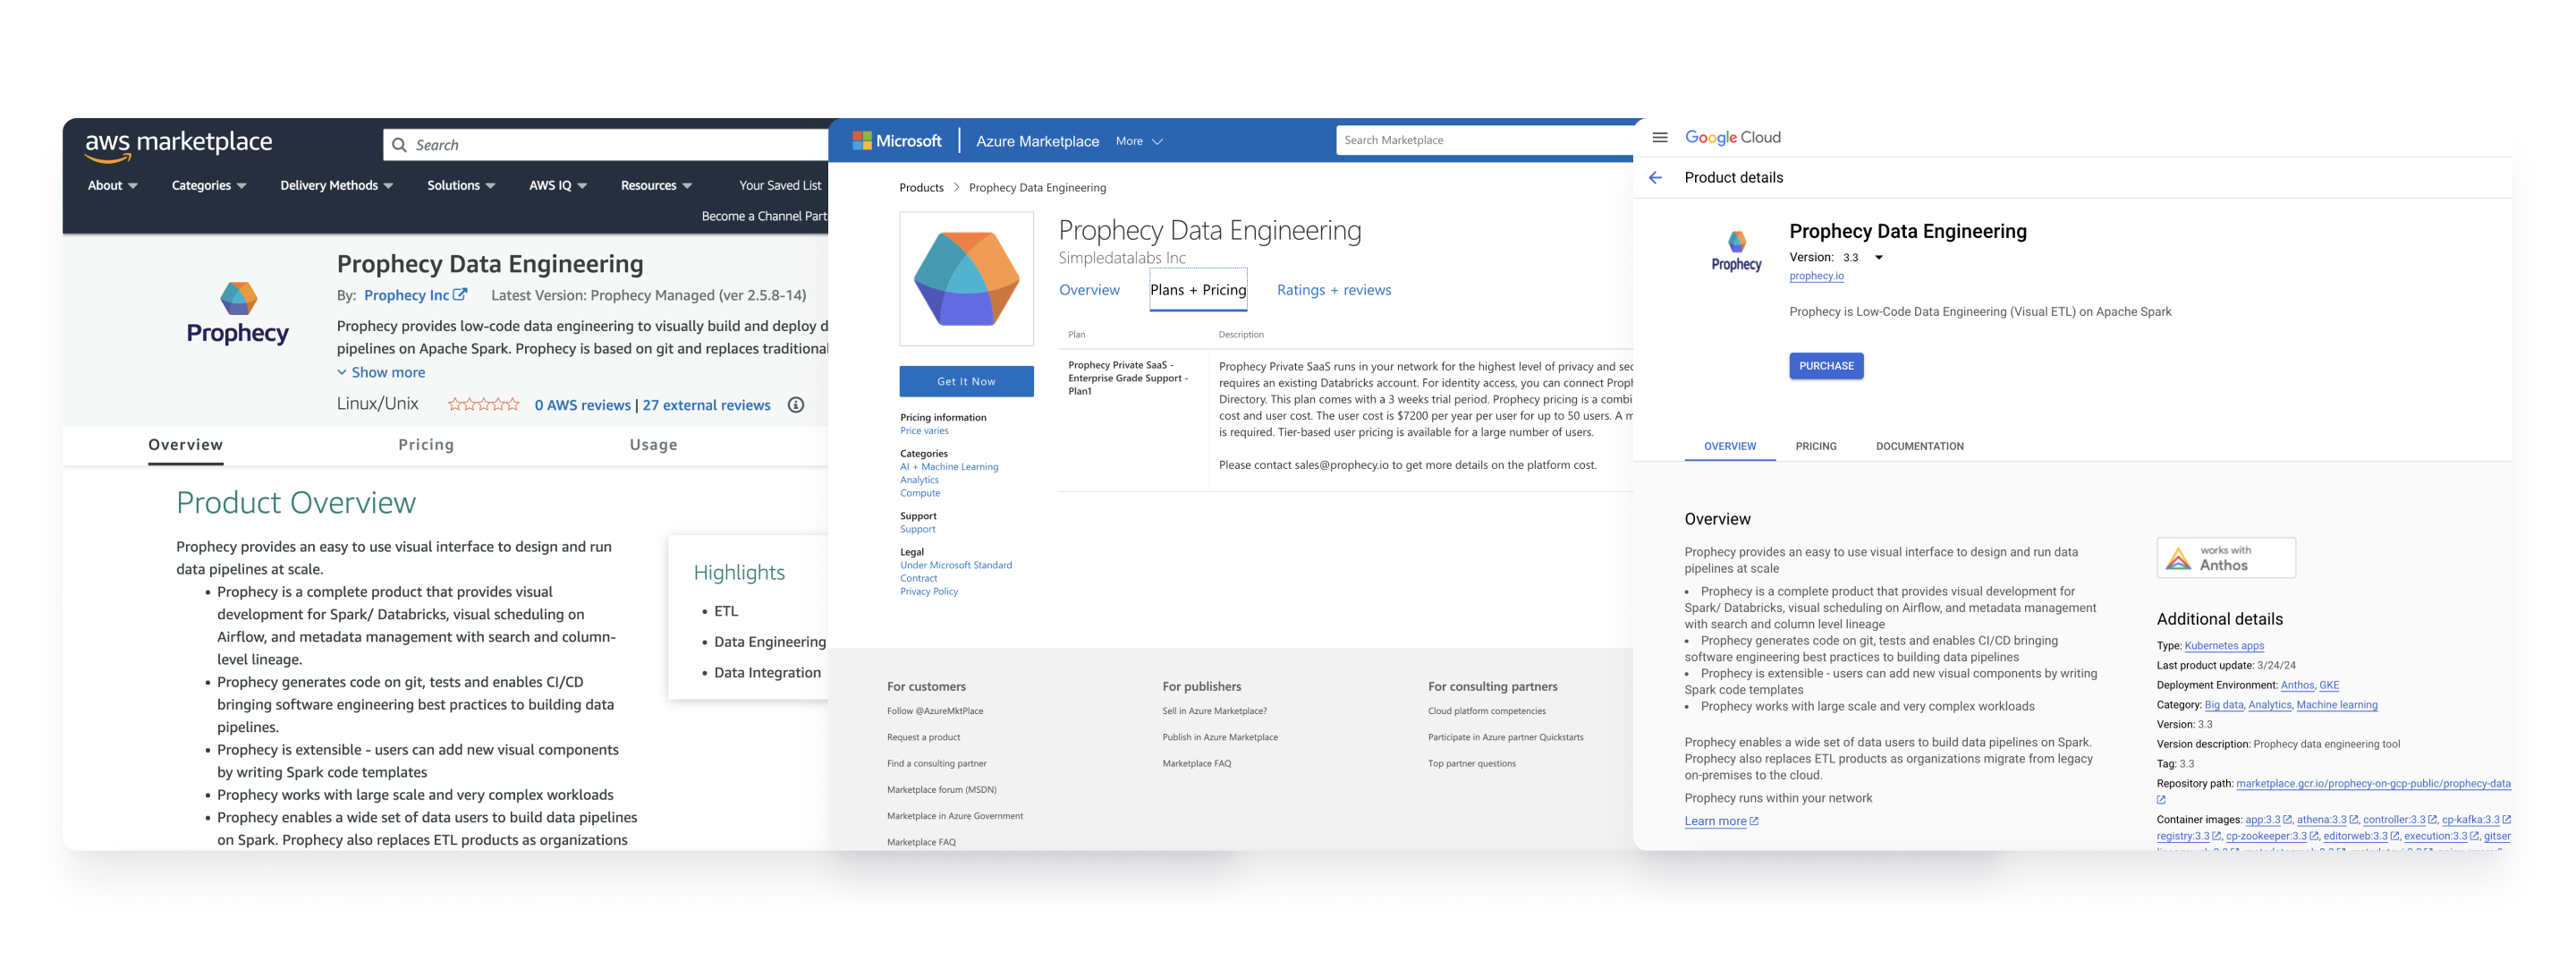 aws marketplace
Search
About
Categories
Delivery Methods
Solutions
AWS IQ
Resources
Your Saved List
Become a Channel Part
Prophecy
Prophecy Data Engineering
By: Prophecy Inc Latest Version: Prophecy Managed (ver 2.5.8-14)
Prophecy provides low-code data engineering to visually build and deploy d
pipelines on Apache Spark. Prophecy is based on git and replaces traditional
Show more
Linux/Unix 0 AWS reviews | 27 external reviews
Overview
Pricing
Usage
Product Overview
Prophecy provides an easy to use visual interface to design and run
data pipelines at scale.
• Prophecy is a complete product that provides visual
development for Spark/ Databricks, visual scheduling on
Airflow, and metadata management with search and column-
level lineage.
• Prophecy generates code on git, tests and enables CI/CD
bringing software engineering best practices to building data
pipelines.
• Prophecy is extensible - users can add new visual components
by writing Spark code templates
• Prophecy works with large scale and very complex workloads
• Prophecy enables a wide set of data users to build data pipelines
on Spark. Prophecy also replaces ETL products as organizations
Highlights
• ETL
• Data Engineering
• Data Integration
Microsoft
Azure Marketplace
More
Search Marketplace
Products > Prophecy Data Engineering
Prophecy Data Engineering
Simpledatalabs Inc
Overview
Plans + Pricing
Ratings + reviews
Get It Now
Pricing information
Price varies
Categories
AI + Machine Learning
Analytics
Compute
Support
Support
Legal
Under Microsoft Standard
Contract
Privacy Policy
Plan
Description
Prophecy Private SaaS -
Enterprise Grade Support -
Plan1
Prophecy Private SaaS runs in your network for the highest level of privacy and sec
requires an existing Databricks account. For identity access, you can connect Proph
Directory. This plan comes with a 3 weeks trial period. Prophecy pricing is a combi
cost and user cost. The user cost is $7200 per year per user for up to 50 users. A m
is required. Tier-based user pricing is available for a large number of users.
Please contact sales@prophecy.io to get more details on the platform cost.
For customers
Follow @AzureMktPlace
Request a product
Find a consulting partner
Marketplace forum (MSDN)
Marketplace in Azure Government
Marketplace FAQ
For publishers
Sell in Azure Marketplace?
Publish in Azure Marketplace
Marketplace FAQ
For consulting partners
Cloud platform competencies
Participate in Azure partner Quickstarts
Top partner questions
Google Cloud
Product details
Prophecy
Prophecy Data Engineering
Version: 3.3
prophecy.io
Prophecy is Low-Code Data Engineering (Visual ETL) on Apache Spark
PURCHASE
OVERVIEW
PRICING
DOCUMENTATION
Overview
Prophecy provides an easy to use visual interface to design and run data
pipelines at scale
• Prophecy is a complete product that provides visual development for
Spark/ Databricks, visual scheduling on Airflow, and metadata management
with search and column level lineage
• Prophecy generates code on git, tests and enables CI/CD bringing
software engineering best practices to building data pipelines
• Prophecy is extensible - users can add new visual components by writing
Spark code templates
• Prophecy works with large scale and very complex workloads
Prophecy enables a wide set of data users to build data pipelines on Spark.
Prophecy also replaces ETL products as organizations migrate from legacy
on-premises to the cloud.
Prophecy runs within your network
Learn more
works with
Anthos
Additional details
Type: Kubernetes apps
Last product update: 3/24/24
Deployment Environment: Anthos, GKE
Category: Big data, Analytics, Machine learning
Version: 3.3
Version description: Prophecy data engineering tool
Tag: 3.3
Repository path: marketplace.gcr.io/prophecy-on-gcp-public/prophecy-data
Container images: app:3.3, athena:3.3, controller:3.3, cp-kafka:3.3
registry:3.3, cp-zookeeper:3.3, editorweb:3.3, execution:3.3, gitser